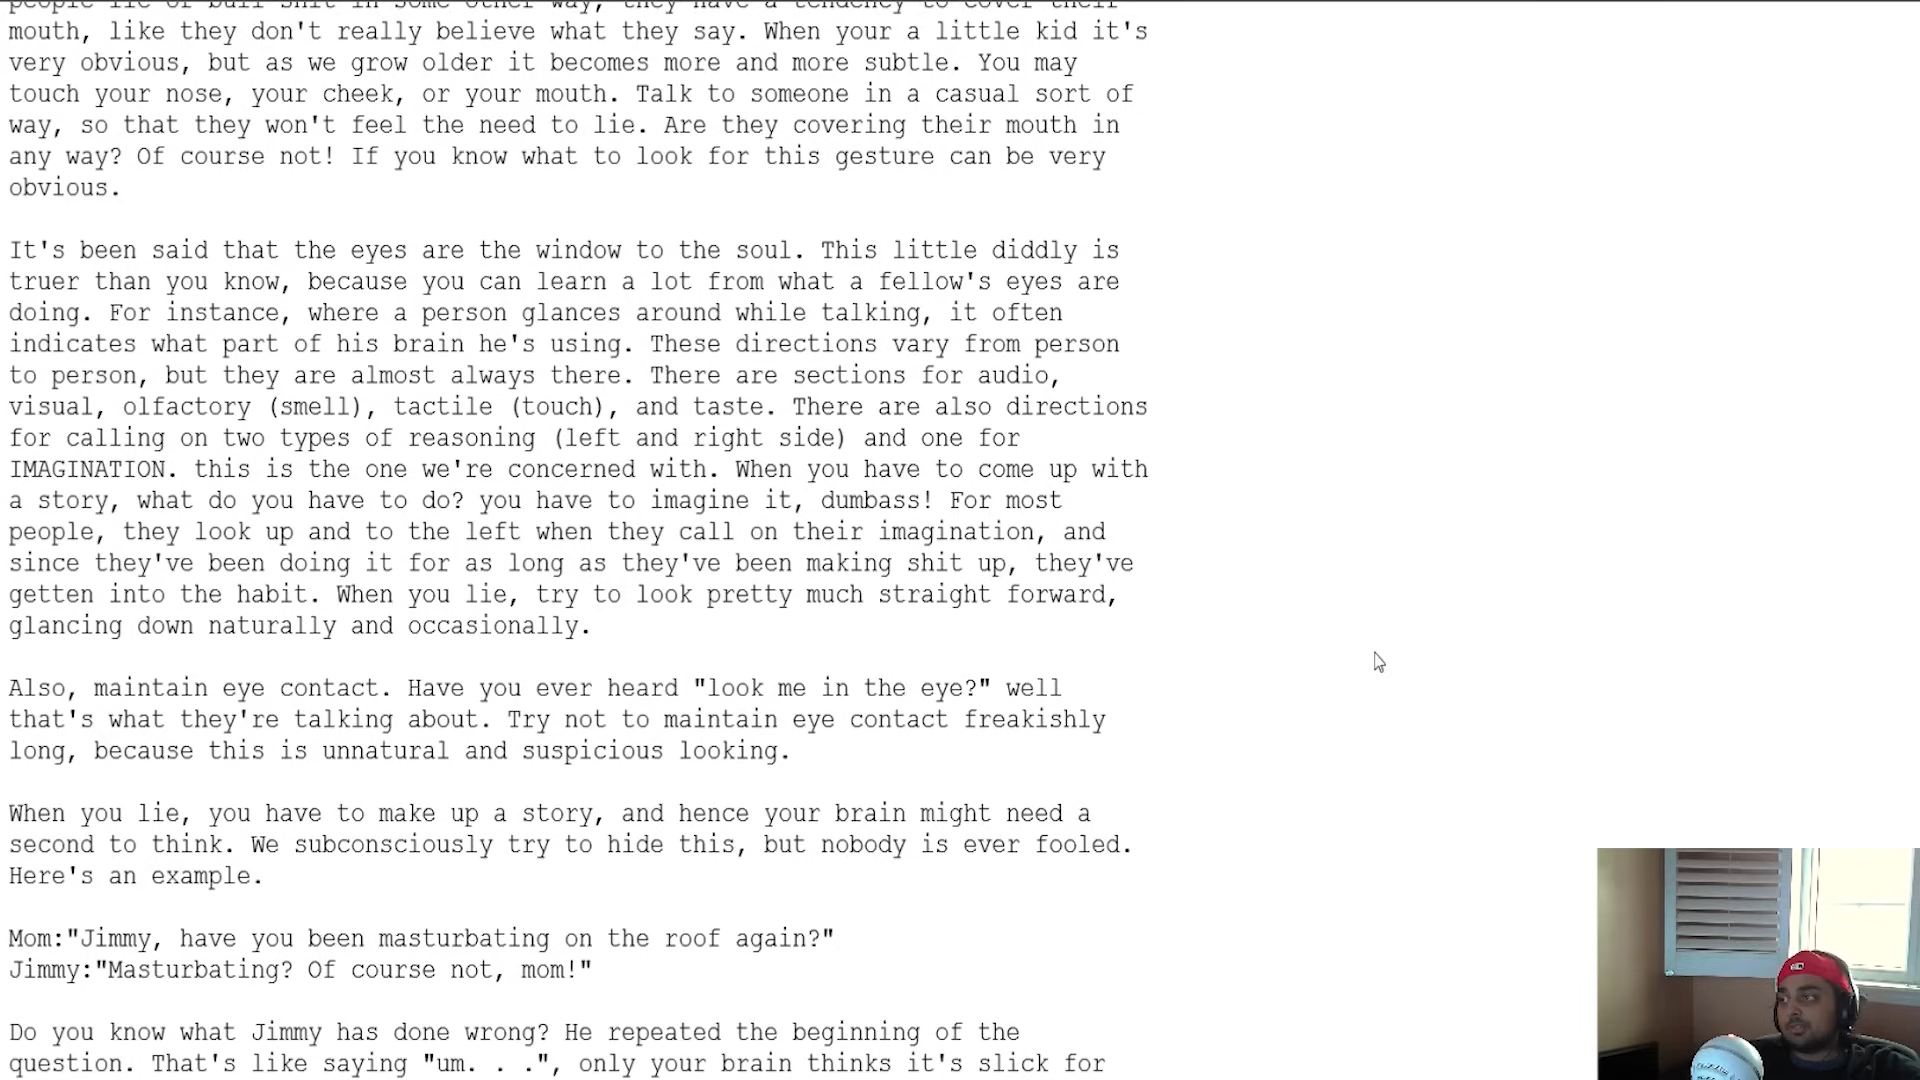 people lie or bull shit in some other way, they have a tendency to cover their
mouth, like they don't really believe what they say. When your a little kid it's
very obvious, but as we grow older it becomes more and more subtle. You may
touch your nose, your cheek, or your mouth. Talk to someone in a casual sort of
way, so that they won't feel the need to lie. Are they covering their mouth in
any way? Of course not! If you know what to look for this gesture can be very
obvious.
It's been said that the eyes are the window to the soul. This little diddly is
truer than you know, because you can learn a lot from what a fellow's eyes are
doing. For instance, where a person glances around while talking, it often
indicates what part of his brain he's using. These directions vary from person
to person, but they are almost always there. There are sections for audio,
visual, olfactory (smell), tactile (touch), and taste. There are also directions
for calling on two types of reasoning (left and right side) and one for
IMAGINATION. this is the one we're concerned with. When you have to come up with
a story, what do you have to do? you have to imagine it, dumbass! For most
people, they look up and to the left when they call on their imagination, and
since they've been doing it for as long as they've been making shit up, they've
getten into the habit. When you lie, try to look pretty much straight forward,
glancing down naturally and occasionally.
Also, maintain eye contact. Have you ever heard "look me in the eye?" well
that's what they're talking about. Try not to maintain eye contact freakishly
long, because this is unnatural and suspicious looking.
When you lie, you have to make up a story, and hence your brain might need a
second to think. We subconsciously try to hide this, but nobody is ever fooled.
Here's an example.
Mom:"Jimmy, have you been masturbating on the roof again?"
Jimmy:"Masturbating? Of course not, mom!"
Do you know what Jimmy has done wrong? He repeated the beginning of the
question. That's like saying "um. . .", only your brain thinks it's slick for